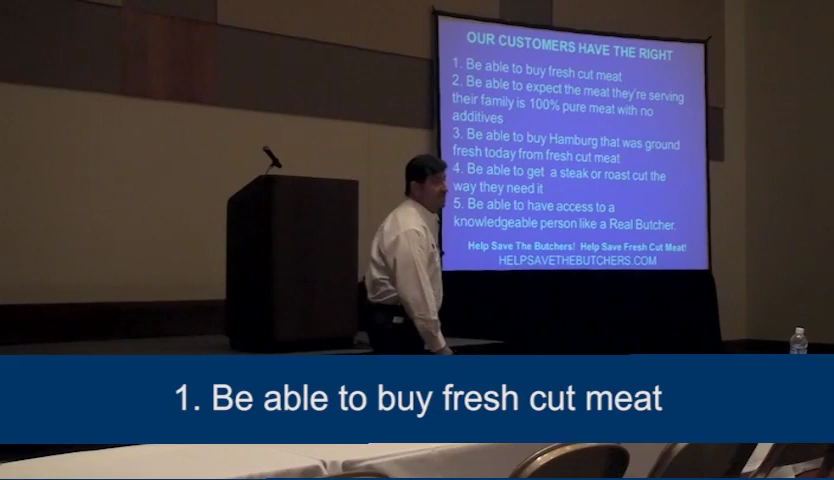 OUR CUSTOMERS HAVE THE RIGHT
1. Be able to buy fresh cut meat
2. Be able to expect the meat they're serving
their family is 100% pure meat with no
additives
3. Be able to buy Hamburg that was ground
fresh today from fresh cut meat
4. Be able to get a steak or roast cut the
way they need it
5. Be able to have access to a
knowledgeable person like a Real Butcher.
Help Save The Butchers! Help Save Fresh Cut Meat!
HELPSAVETHEBUTCHERS.COM
1. Be able to buy fresh cut meat